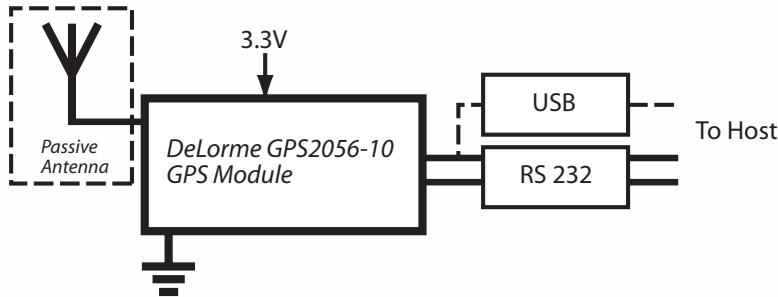 3.3V
USB
To Host
Passive
Antenna
DeLorme GPS2056-10
GPS Module
RS 232